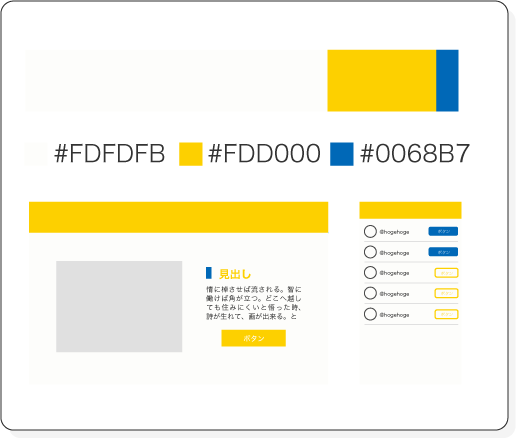 #FDFDFB #FDD000 #0068B7
見出し
情に棹させば流される。智に
働けば角が立つ。どこへ越し
ても住みにくいと悟った時、
詩が生れて、画が出来る。と
ボタン
@hogehoge ボタン
@hogehoge ボタン
@hogehoge ボタン
@hogehoge ボタン
@hogehoge ボタン